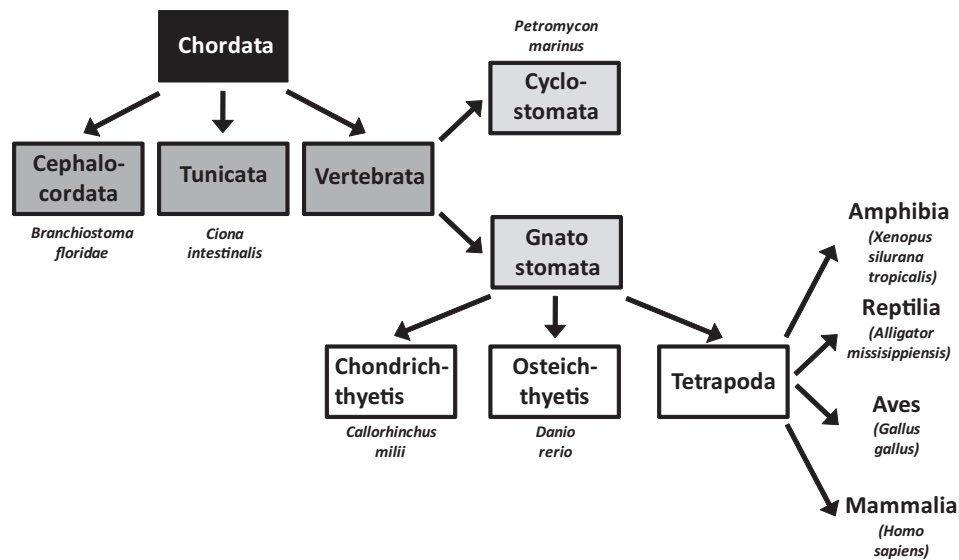 Chordata
Petromycon
marinus
Cyclo-
stomata
Cephalo-
cordata
Tunicata
Vertebrata
Branchiostoma
floridae
Ciona
intestinalis
Gnato
stomata
Amphibia
(Xenopus
silurana
tropicalis)
Reptilia
(Alligator
missisippiensis)
Chondrich-
thyetis
Osteich-
thyetis
Tetrapoda
Callorhinchus
milii
Danio
rerio
Aves
(Gallus
gallus)
Mammalia
(Homo
sapiens)